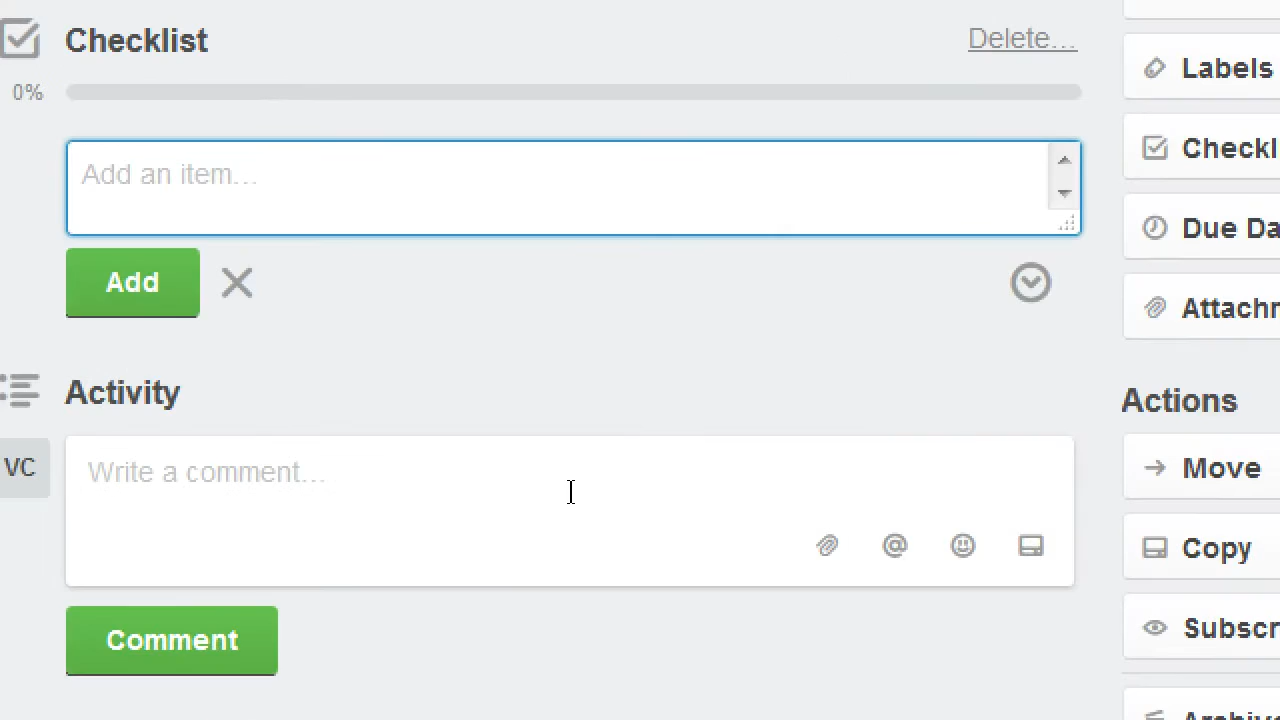 Checklist
Delete...
0%
Add an item...
Add
Activity
VC
Write a comment...
Comment
Labels
Checkl
Due Da
Attachm
Actions
Move
Copy
Subscr
Archive